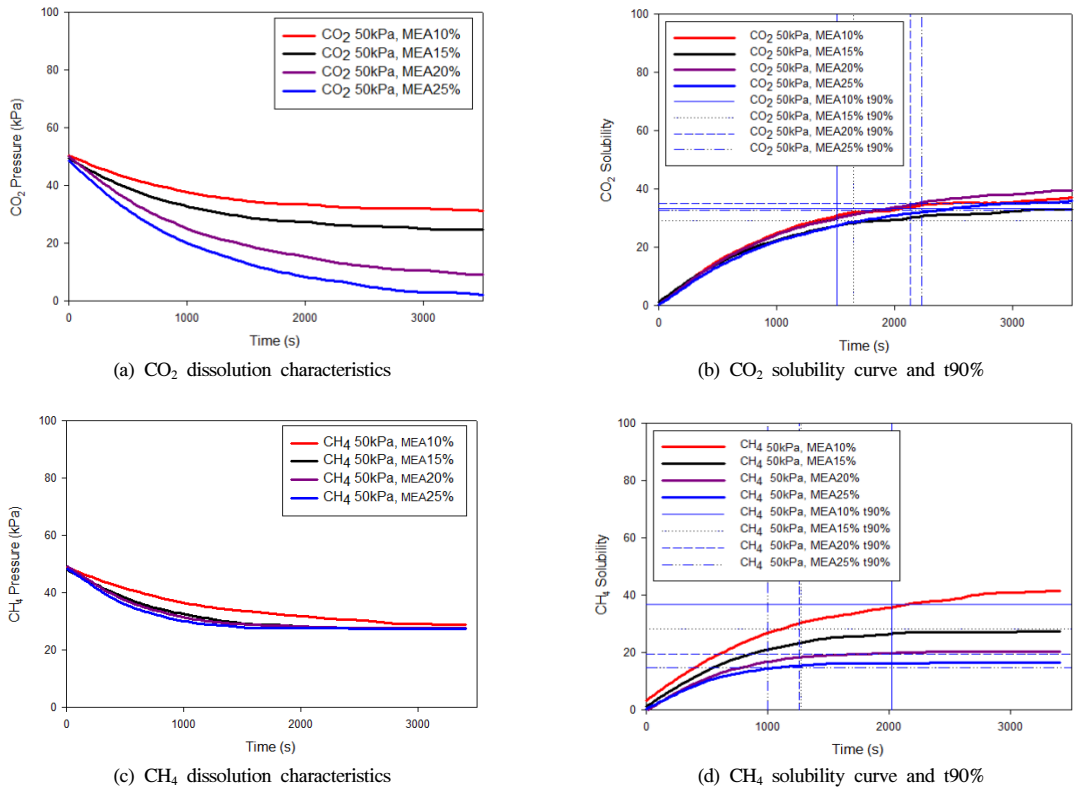 CO2 50kPa, MEA10%
CO2 50kPa, MEA15%
CO2 50kPa, MEA20%
CO2 50kPa, MEA25%
CO2 Pressure (kPa)
100
80
60
40
20
0
0 1000 2000 3000
Time (s)
(a) CO2 dissolution characteristics
CO2 50kPa, MEA10%
CO2 50kPa, MEA15%
CO2 50kPa, MEA20%
CO2 50kPa, MEA25%
CO2 50kPa, MEA10% t90%
CO2 50kPa, MEA15% t90%
CO2 50kPa, MEA20% t90%
CO2 50kPa, MEA25% t90%
CO2 Solubility
100
80
60
40
20
0
0 1000 2000 3000
Time (s)
(b) CO2 solubility curve and t90%
CH4 50kPa, MEA10%
CH4 50kPa, MEA15%
CH4 50kPa, MEA20%
CH4 50kPa, MEA25%
CH4 Pressure (kPa)
100
80
60
40
20
0
0 1000 2000 3000
Time (s)
(c) CH4 dissolution characteristics
CH4 50kPa, MEA10%
CH4 50kPa, MEA15%
CH4 50kPa, MEA20%
CH4 50kPa, MEA25%
CH4 50kPa, MEA10% t90%
CH4 50kPa, MEA15% t90%
CH4 50kPa, MEA20% t90%
CH4 50kPa, MEA25% t90%
CH4 Solubility
100
80
60
40
20
0
0 1000 2000 3000
Time (s)
(d) CH4 solubility curve and t90%